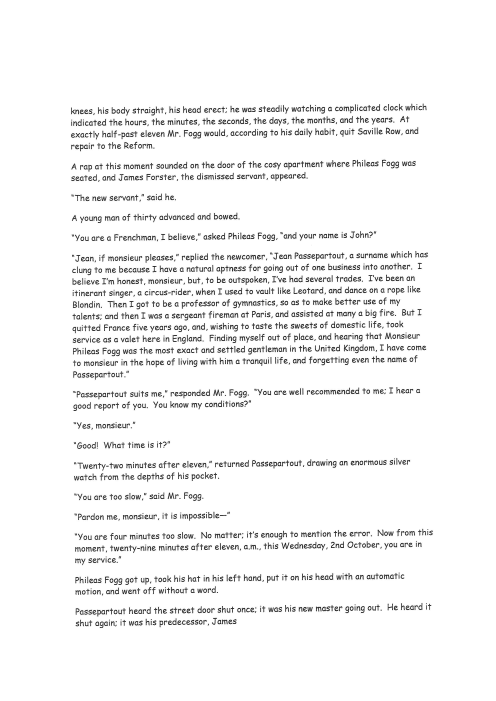 knees, his body straight, his head erect; he was steadily watching a complicated clock which
indicated the hours, the minutes, the seconds, the days, the months, and the years.  At
exactly half-past eleven Mr. Fogg would, according to his daily habit, quit Saville Row, and
repair to the Reform.
A rap at this moment sounded on the door of the cosy apartment where Phileas Fogg was
seated, and James Forster, the dismissed servant, appeared.
“The new servant,” said he.
A young man of thirty advanced and bowed.
“You are a Frenchman, I believe,” asked Phileas Fogg, “and your name is John?”
“Jean, if monsieur pleases,” replied the newcomer, “Jean Passepartout, a surname which has
clung to me because I have a natural aptness for going out of one business into another.  I
believe I’m honest, monsieur, but, to be outspoken, I’ve had several trades.  I’ve been an
itinerant singer, a circus-rider, when I used to vault like Leotard, and dance on a rope like
Blondin.  Then I got to be a professor of gymnastics, so as to make better use of my
talents; and then I was a sergeant fireman at Paris, and assisted at many a big fire.  But I
quitted France five years ago, and, wishing to taste the sweets of domestic life, took
service as a valet here in England.  Finding myself out of place, and hearing that Monsieur
Phileas Fogg was the most exact and settled gentleman in the United Kingdom, I have come
to monsieur in the hope of living with him a tranquil life, and forgetting even the name of
Passepartout.”
“Passepartout suits me,” responded Mr. Fogg.  “You are well recommended to me; I hear a
good report of you.  You know my conditions?”
“Yes, monsieur.”
“Good!  What time is it?”
“Twenty-two minutes after eleven,” returned Passepartout, drawing an enormous silver
watch from the depths of his pocket.
“You are too slow,” said Mr. Fogg.
“Pardon me, monsieur, it is impossible—”
“You are four minutes too slow.  No matter; it’s enough to mention the error.  Now from this
moment, twenty-nine minutes after eleven, a.m., this Wednesday, 2nd October, you are in
my service.”
Phileas Fogg got up, took his hat in his left hand, put it on his head with an automatic
motion, and went off without a word.
Passepartout heard the street door shut once; it was his new master going out.  He heard it
shut again; it was his predecessor, James